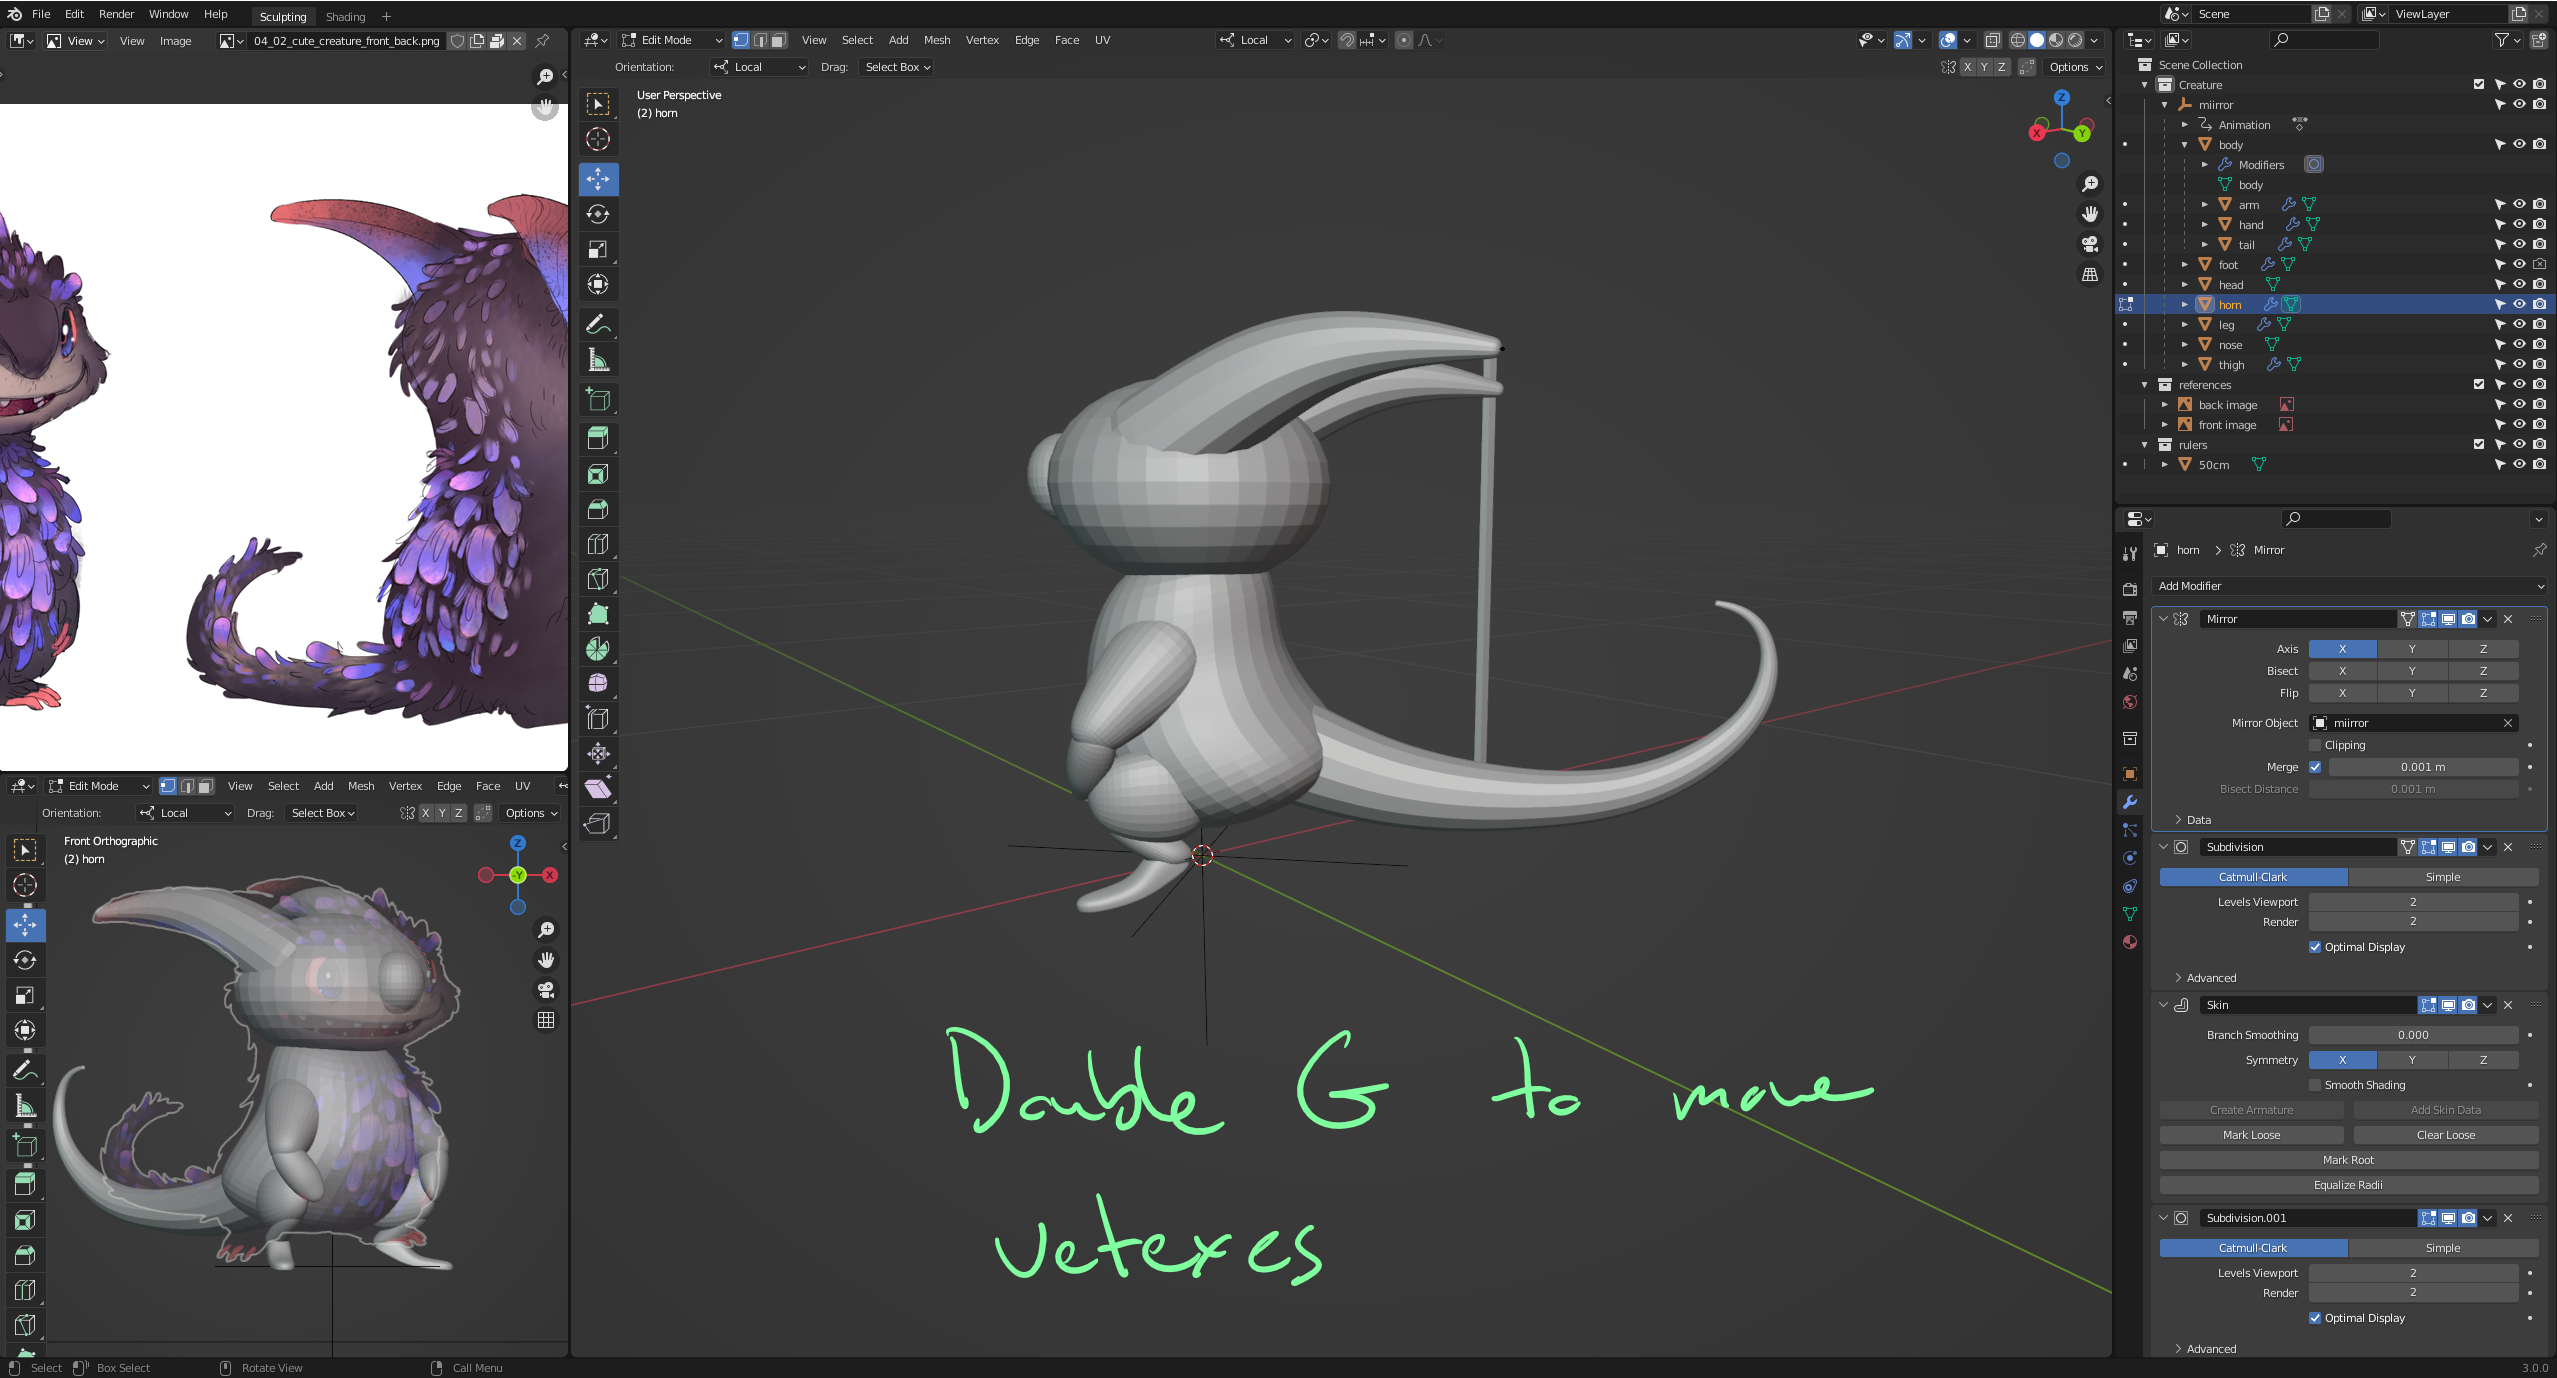 File Edit Render Window Help Sculpting Shading + Scene ViewLayer
View View Image 04_02_cute_creature_front_back.png
Edit Mode View Select Add Mesh Vertex Edge Face UV Local
Orientation: Local Drag: Select Box X Y Z Options
User Perspective
(2) horn
Z
X
Y
Scene Collection
Creature
miirror
Animation
body
Modifiers
body
arm
hand
tail
foot
head
horn
leg
nose
thigh
references
back image
front image
rulers
50cm
horn > Mirror
Add Modifier
Mirror
Axis X Y Z
Bisect X Y Z
Flip X Y Z
Mirror Object miirror
Clipping
Merge 0.001 m
Bisect Distance 0.001 m
Data
Subdivision
Catmull-Clark Simple
Levels Viewport 2
Render 2
Optimal Display
Advanced
Skin
Branch Smoothing 0.000
Symmetry X Y Z
Smooth Shading
Create Armature Add Skin Data
Mark Loose Clear Loose
Mark Root
Equalize Radii
Subdivision.001
Catmull-Clark Simple
Levels Viewport 2
Render 2
Optimal Display
Advanced
Edit Mode View Select Add Mesh Vertex Edge Face UV
Orientation: Local Drag: Select Box X Y Z Options
Front Orthographic
(2) horn
Z
-Y X
Double G to move
vetexes
Select Box Select Rotate View Call Menu 3.0.0